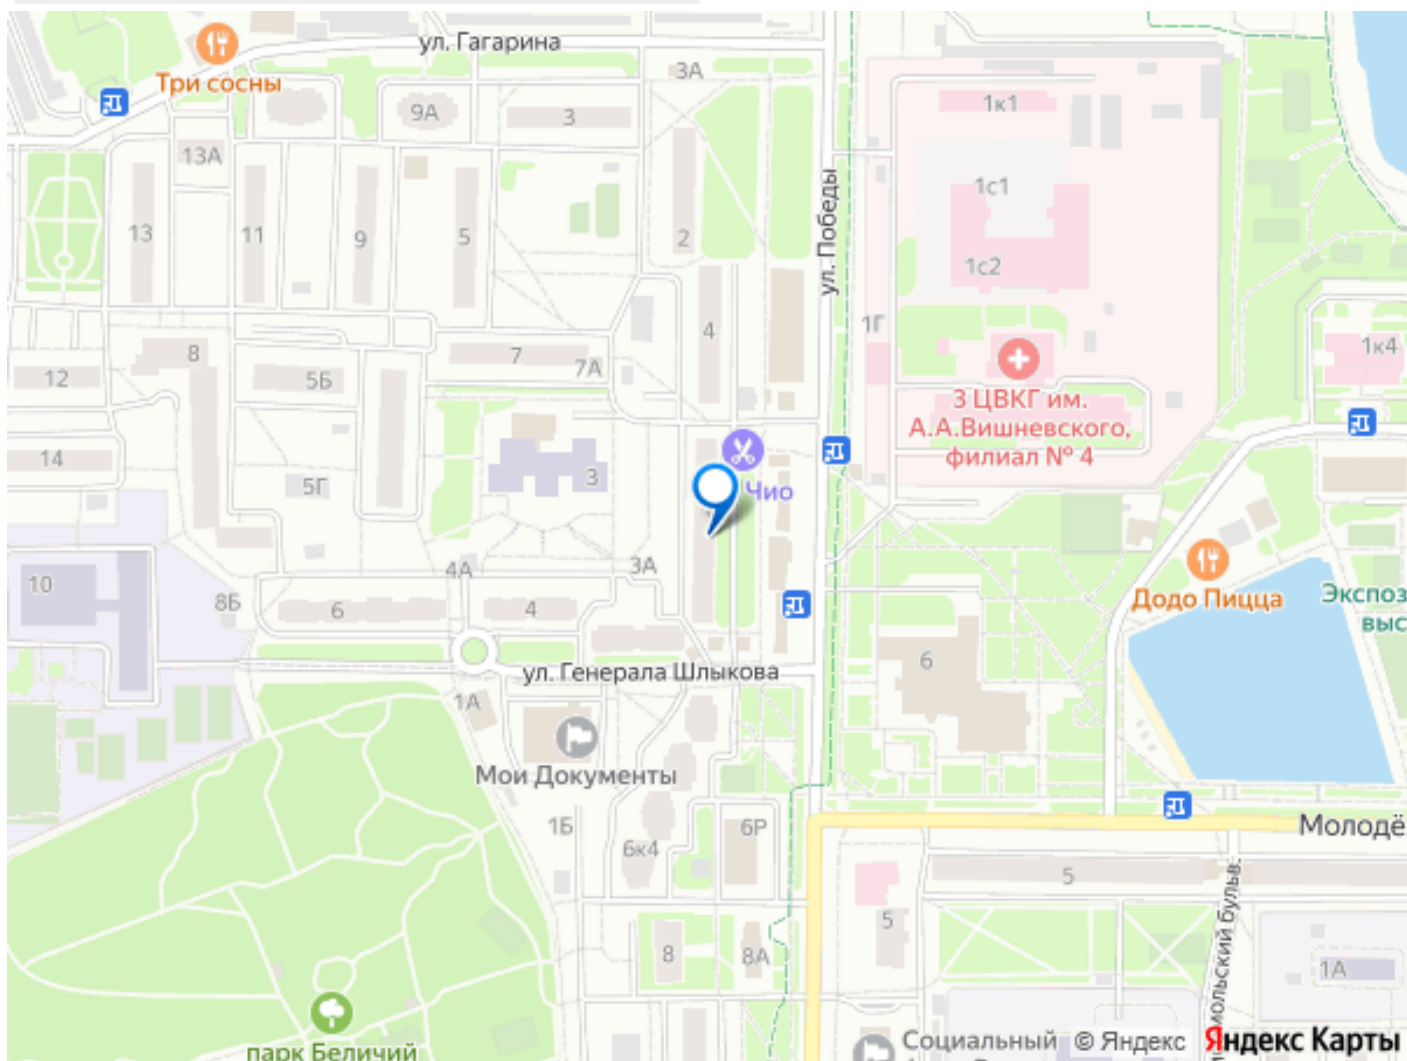 ул. Гагарина
3А
Три сосны
9А
3
1к1
13А
1с1
ул. Победы
13
11
9
5
2
1с2
4
1Г
8
7
7А
1к4
12
5Б
3 ЦВКГ им.
А.А.Вишневского,
филиал № 4
14
5Г
3
Чио
10
4А
3А
8Б
6
4
Додо Пицца
Экспоз
выс
ул. Генерала Шлыкова
6
1А
Мои Документы
1Б
6Р
6к4
Молодё
5
мольский бульв.
5
8
8А
1А
парк Беличий
Социальный
© Яндекс
Яндекс Карты